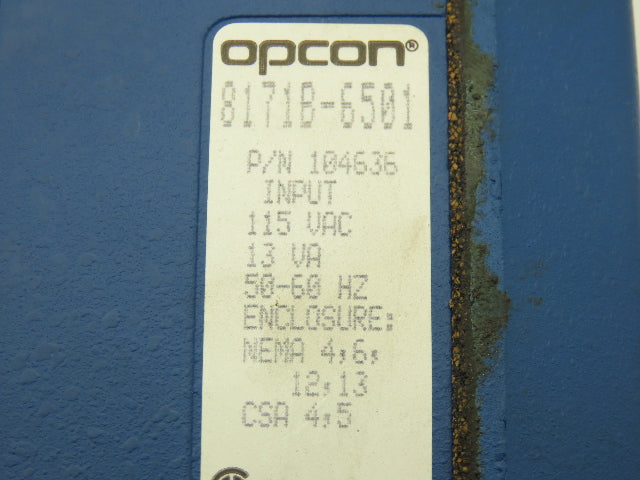 opcon®
8171B-6501
P/N 104636
INPUT
115 VAC
13 VA
50-60 HZ
ENCLOSURE:
NEMA 4,6,
12,13
CSA 4,5